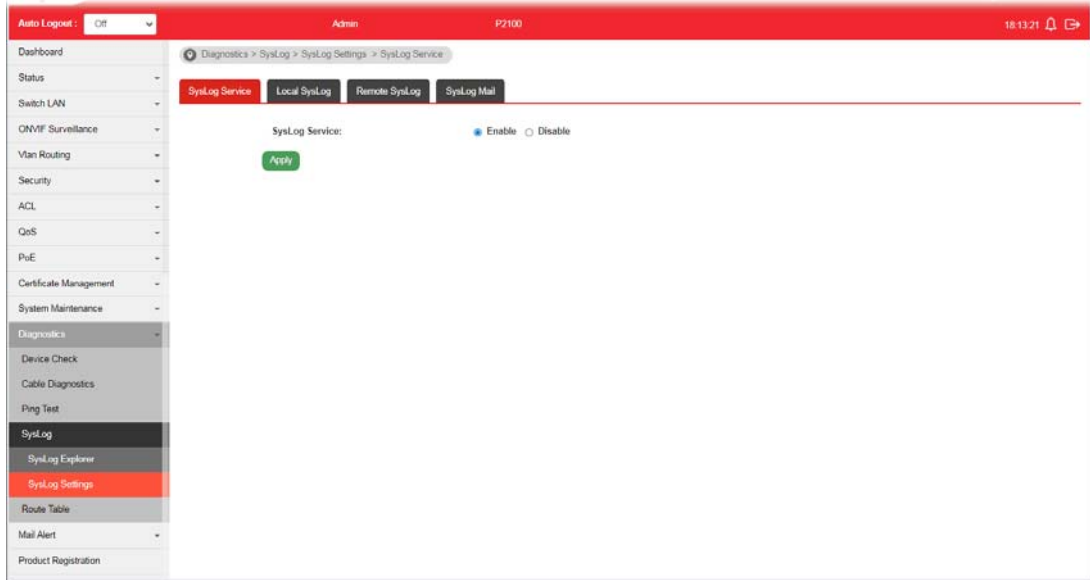 Auto Logout : Off Admin P2100 18:13:21
Dashboard
Status
Switch LAN
ONVIF Surveillance
Vlan Routing
Security
ACL
QoS
PoE
Certificate Management
System Maintenance
Diagnostics
Device Check
Cable Diagnostics
Ping Test
SysLog
SysLog Explorer
SysLog Settings
Route Table
Mail Alert
Product Registration
Diagnostics > SysLog > SysLog Settings > SysLog Service
SysLog Service Local SysLog Remote SysLog SysLog Mail
SysLog Service: Enable Disable
Apply